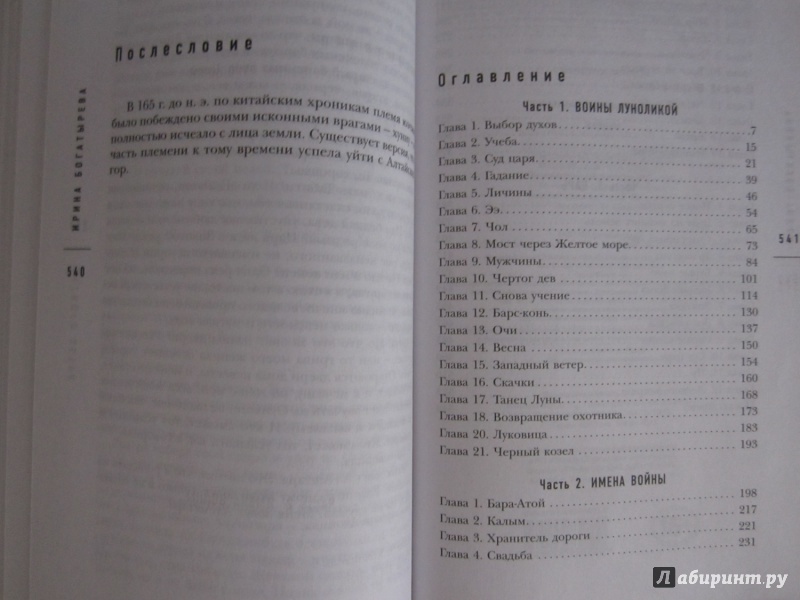 Послесловие
В 165 г. до н. э. по китайским хроникам племя
было побеждено своими исконными врагами –
полностью исчезло с лица земли. Существует версия,
часть племени к тому времени успела уйти с
гор.
ИРИНА БОГАТЫРЕВА
540
Оглавление
Часть 1. ВОИНЫ ЛУНОЛИКОЙ
Глава 1. Выбор духов 7
Глава 2. Учеба 15
Глава 3. Суд царя 21
Глава 4. Гадание 39
Глава 5. Личины 46
Глава 6. Ээ 54
Глава 7. Чол 65
Глава 8. Мост через Желтое море 73
Глава 9. Мужчины 84
Глава 10. Чертог дев 101
Глава 11. Снова учение 114
Глава 12. Барс-конь 130
Глава 13. Очи 137
Глава 14. Весна 150
Глава 15. Западный ветер 154
Глава 16. Скачки 160
Глава 17. Танец Луны 168
Глава 18. Возвращение охотника 173
Глава 20. Луковица 183
Глава 21. Черный козел 193
Часть 2. ИМЕНА ВОЙНЫ
Глава 1. Бара-Атой 198
Глава 2. Калым 217
Глава 3. Хранитель дороги 221
Глава 4. Свадьба 231
541
Лабиринт.ру